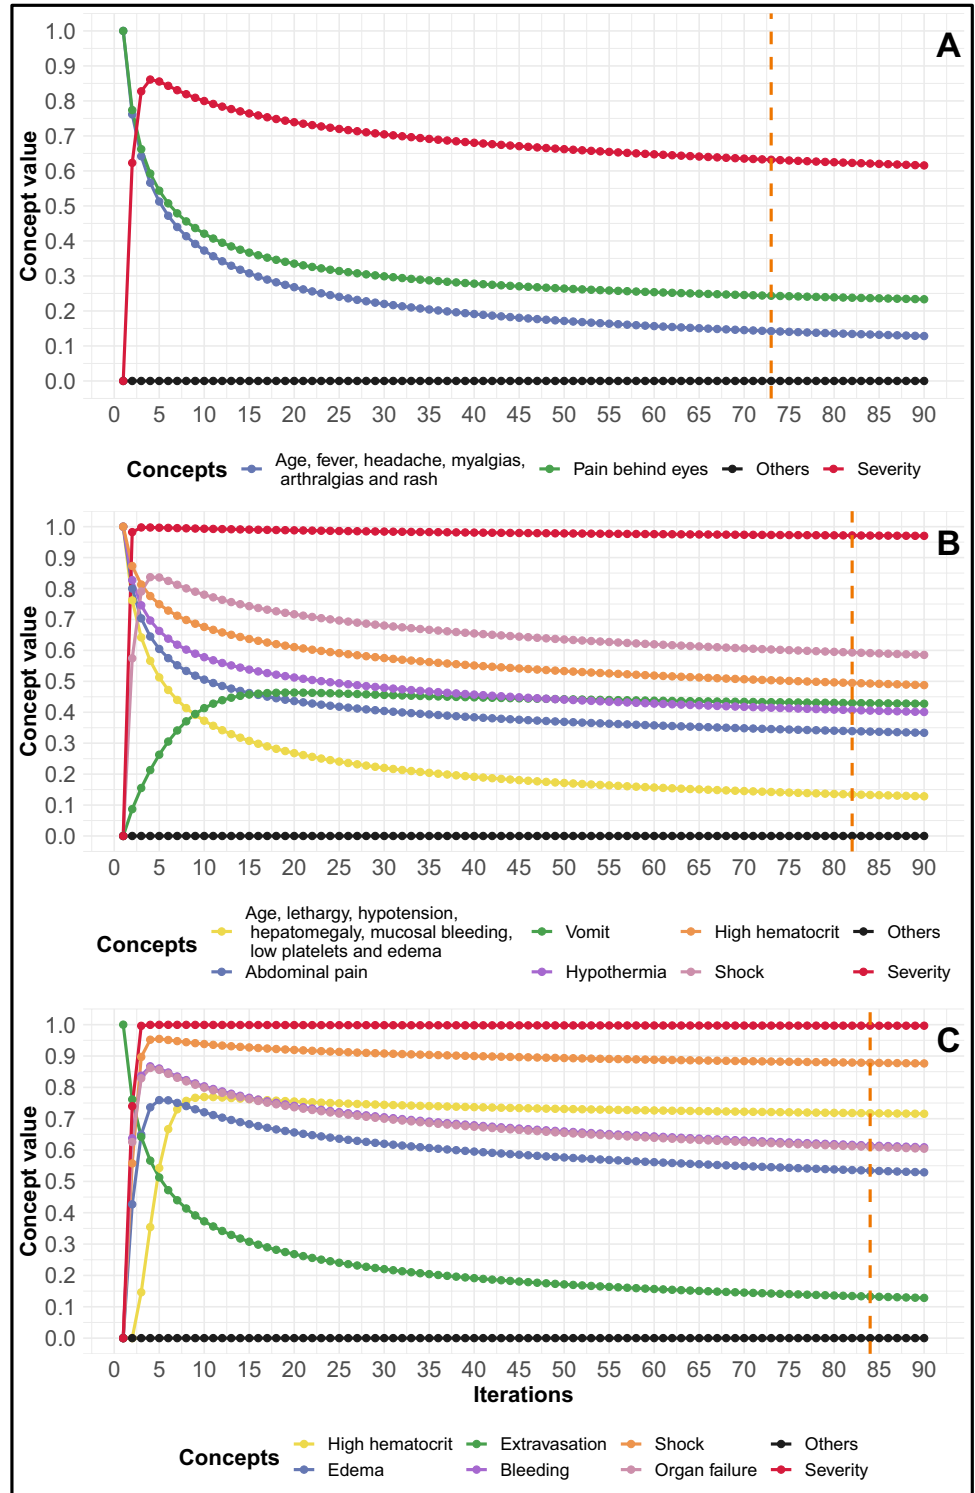 A
1.0
0.9
0.8
0.7
0.6
0.5
0.4
0.3
0.2
0.1
0.0
Concept value
0 5 10 15 20 25 30 35 40 45 50 55 60 65 70 75 80 85 90
Concepts
Age, fever, headache, myalgias,
arthralgias and rash
Pain behind eyes
Others
Severity
B
1.0
0.9
0.8
0.7
0.6
0.5
0.4
0.3
0.2
0.1
0.0
Concept value
0 5 10 15 20 25 30 35 40 45 50 55 60 65 70 75 80 85 90
Concepts
Age, lethargy, hypotension,
hepatomegaly, mucosal bleeding,
low platelets and edema
Vomit
High hematocrit
Others
Abdominal pain
Hypothermia
Shock
Severity
C
1.0
0.9
0.8
0.7
0.6
0.5
0.4
0.3
0.2
0.1
0.0
Concept value
0 5 10 15 20 25 30 35 40 45 50 55 60 65 70 75 80 85 90
Iterations
Concepts
High hematocrit
Extravasation
Shock
Others
Edema
Bleeding
Organ failure
Severity